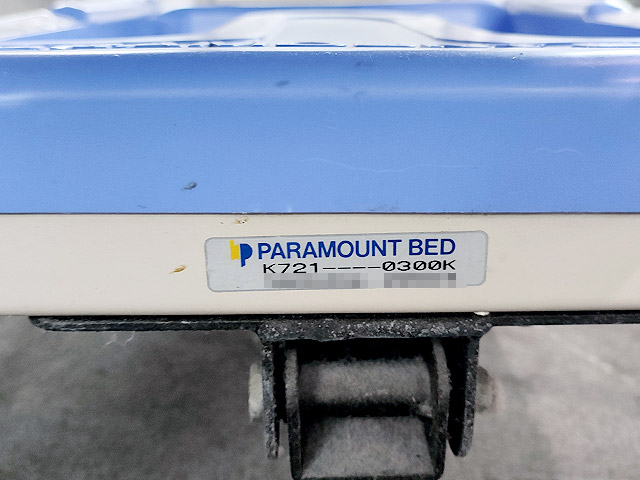 PARAMOUNT BED
K721----0300K